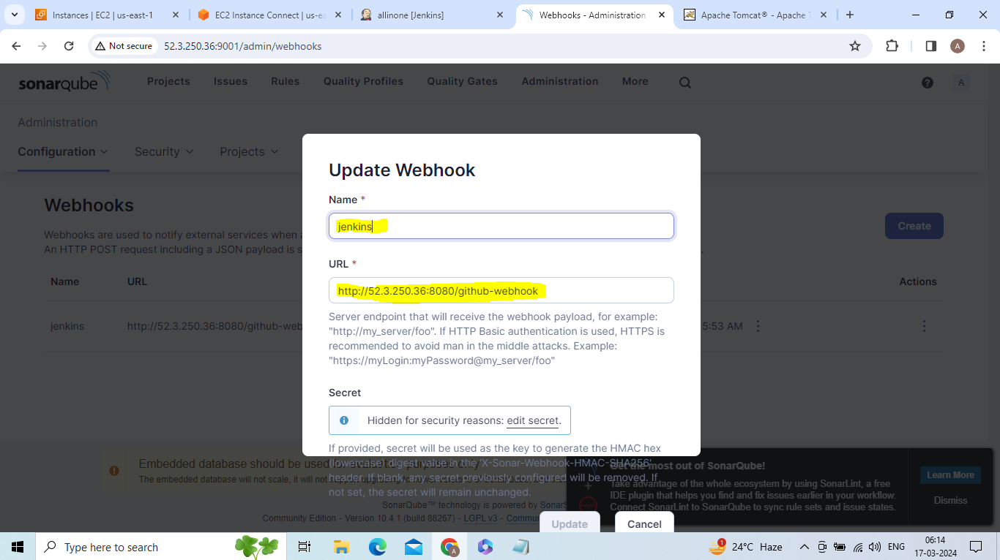 Instances | EC2 | us-east-1
EC2 Instance Connect | us-ea
allinone [Jenkins]
Webhooks - Administration
Apache Tomcat® - Apache T
Not secure
52.3.250.36:9001/admin/webhooks
A
sonarqube
Projects
Issues
Rules
Quality Profiles
Quality Gates
Administration
More
?
A
Administration
Configuration
Security
Projects
Webhooks
Webhooks are used to notify external services when a
An HTTP POST request including a JSON payload is s
Create
Name
URL
Actions
jenkins
http://52.3.250.36:8080/github-web
5:53 AM
Update Webhook
Name *
jenkins
URL *
http://52.3.250.36:8080/github-webhook
Server endpoint that will receive the webhook payload, for example:
"http://my_server/foo". If HTTP Basic authentication is used, HTTPS is
recommended to avoid man in the middle attacks. Example:
"https://myLogin:myPassword@my_server/foo"
Secret
Hidden for security reasons: edit secret.
If provided, secret will be used as the key to generate the HMAC hex
(lowercase) digest value in the 'X-Sonar-Webhook-HMAC-SHA256'
header. If blank, any secret previously configured will be removed. If
not set, the secret will remain unchanged.
Update
Cancel
Embedded database should be used
The embedded database will not scale, it will not
SonarQube™ technology is powered by SonarS
Community Edition - Version 10.4.1 (build 88267) - LGPL v3 - Commun
Get the most out of SonarQube!
Take advantage of the whole ecosystem by using SonarLint, a free
IDE plugin that helps you find and fix issues earlier in your workflow.
Connect SonarLint to SonarQube to sync rule sets and issue states.
Learn More
Dismiss
Type here to search
A
1
24°C Haze
ENG
06:14
17-03-2024